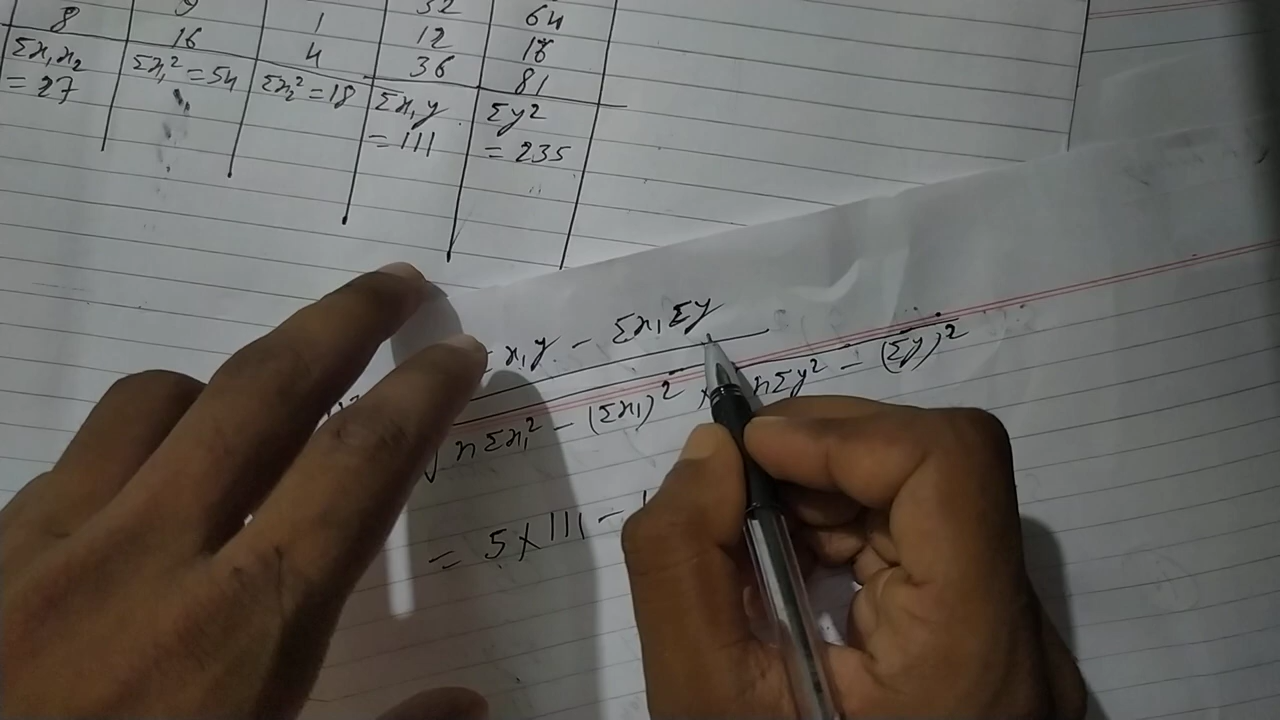 8 9 1 32 64
16 4 12
Σx₁x₂ = 27 Σx₁² = 54 Σx₂² = 18 36 81
Σx₁y = 111 Σy² = 235
x₁y - Σx₁Σy
√nΣx₁² - (Σx₁)² × nΣy² - (Σy)²
= 5 × 111 -